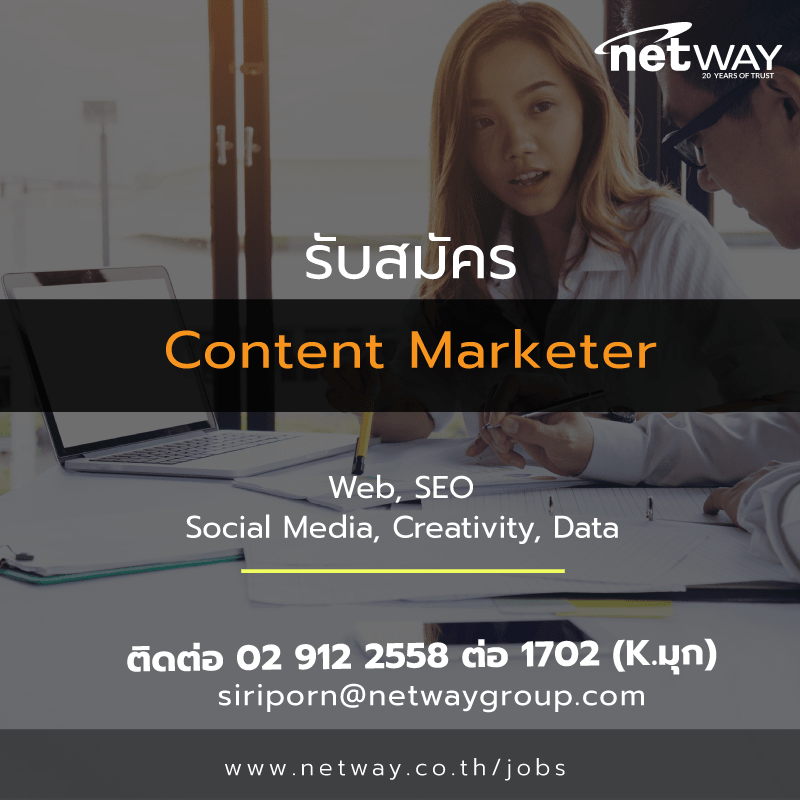 netway
20 YEARS OF TRUST
รับสมัคร
Content Marketer
Web, SEO
Social Media, Creativity, Data
ติดต่อ 02 912 2558 ต่อ 1702 (K.มุก)
siriporn@netwaygroup.com
www.netway.co.th/jobs